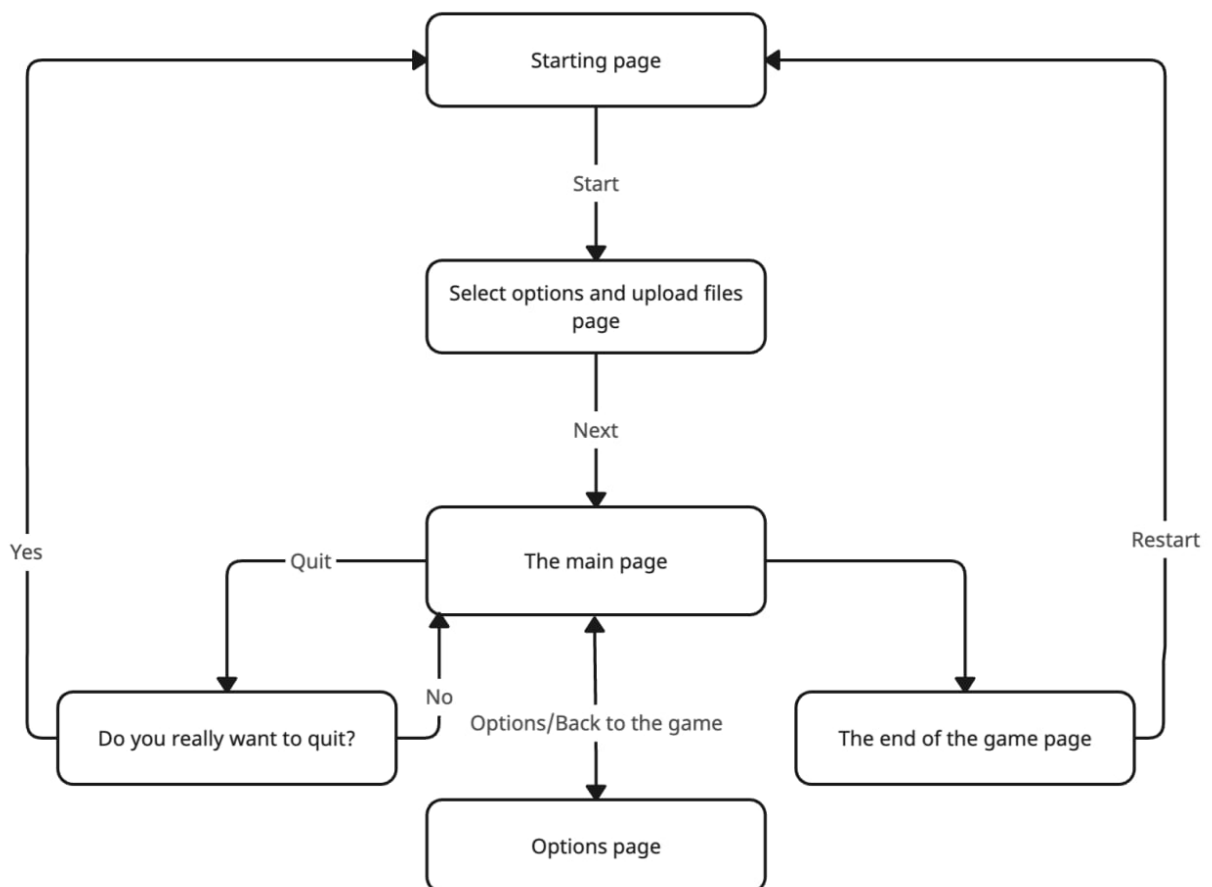 Starting page
Start
Select options and upload files
page
Next
Yes
Quit
The main page
Restart
No
Options/Back to the game
Do you really want to quit?
The end of the game page
Options page